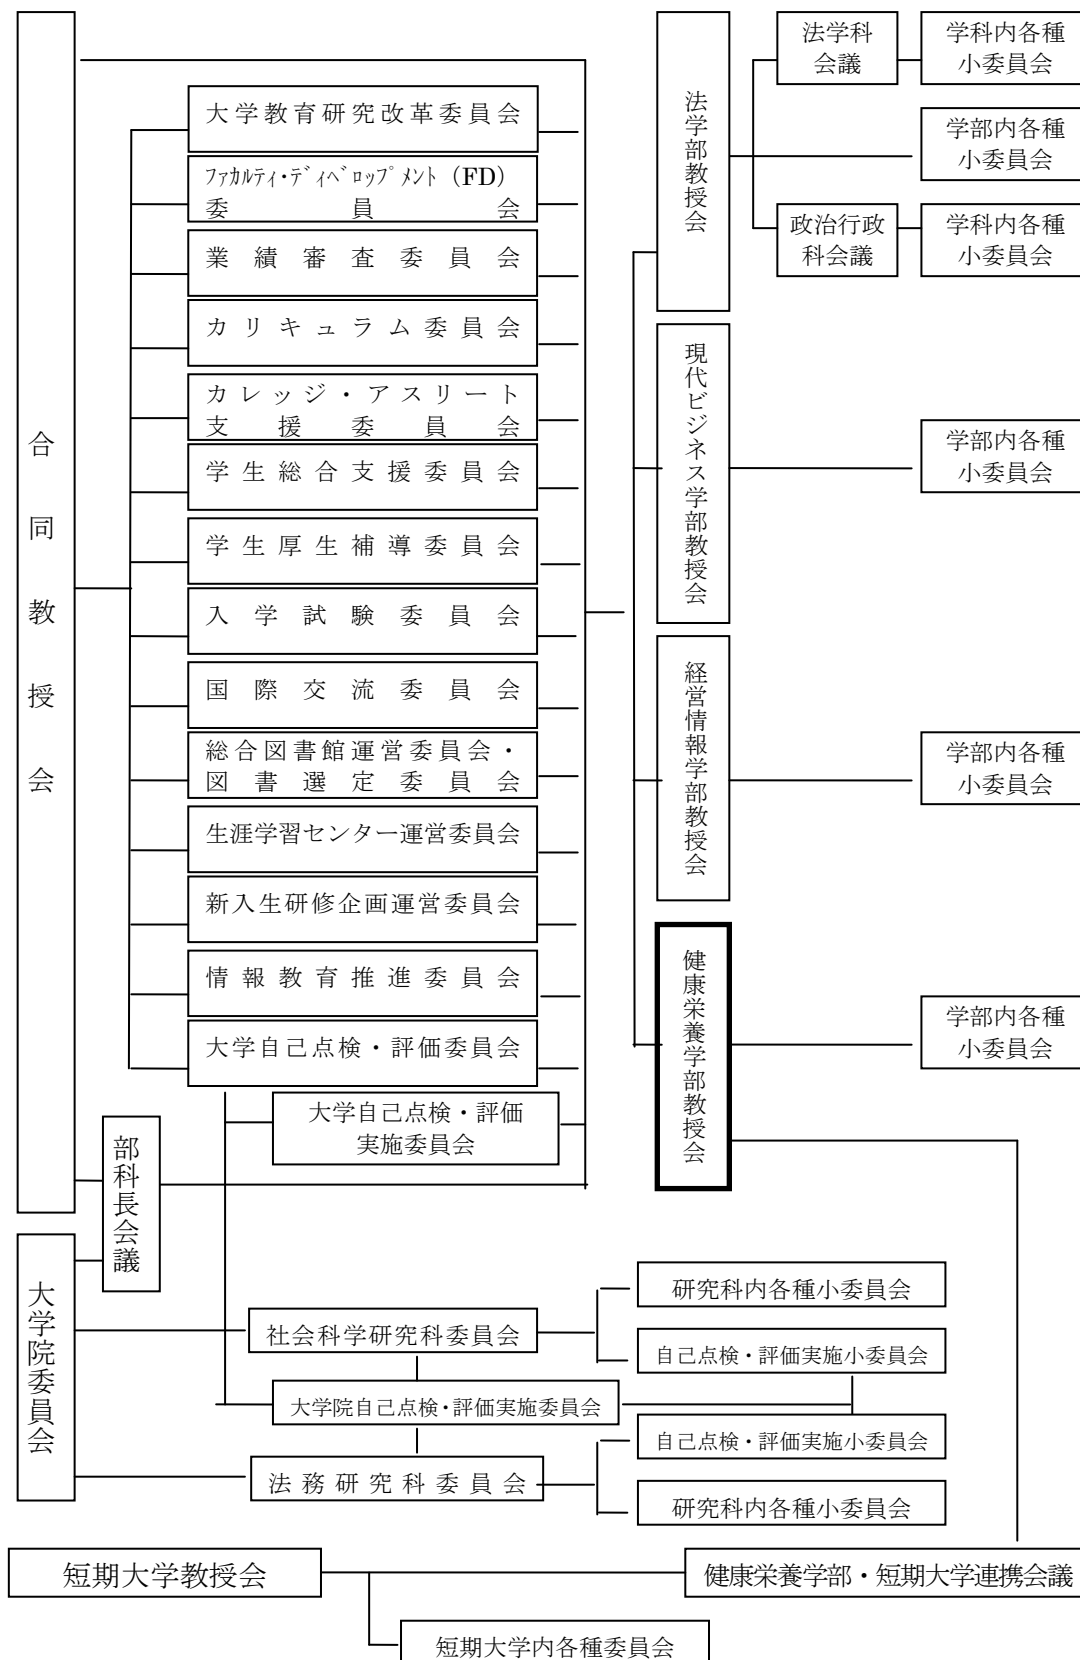 合同教授会
大学教育研究改革委員会
ファカルティ・ディベロップメント (FD)
委員会
業績審査委員会
カリキュラム委員会
カレッジ・アスリート
支援委員会
学生総合支援委員会
学生厚生補導委員会
入学試験委員会
国際交流委員会
総合図書館運営委員会・
図書選定委員会
生涯学習センター運営委員会
新入生研修企画運営委員会
情報教育推進委員会
大学自己点検・評価委員会
大学自己点検・評価
実施委員会
部科長会議
法学部教授会
法学科
会議
学科内各種
小委員会
学部内各種
小委員会
政治行政
科会議
学科内各種
小委員会
現代ビジネス学部教授会
学部内各種
小委員会
経営情報学部教授会
学部内各種
小委員会
健康栄養学部教授会
学部内各種
小委員会
大学院委員会
社会科学研究科委員会
研究科内各種小委員会
自己点検・評価実施小委員会
大学院自己点検・評価実施委員会
自己点検・評価実施小委員会
法務研究科委員会
研究科内各種小委員会
短期大学教授会
健康栄養学部・短期大学連携会議
短期大学内各種委員会